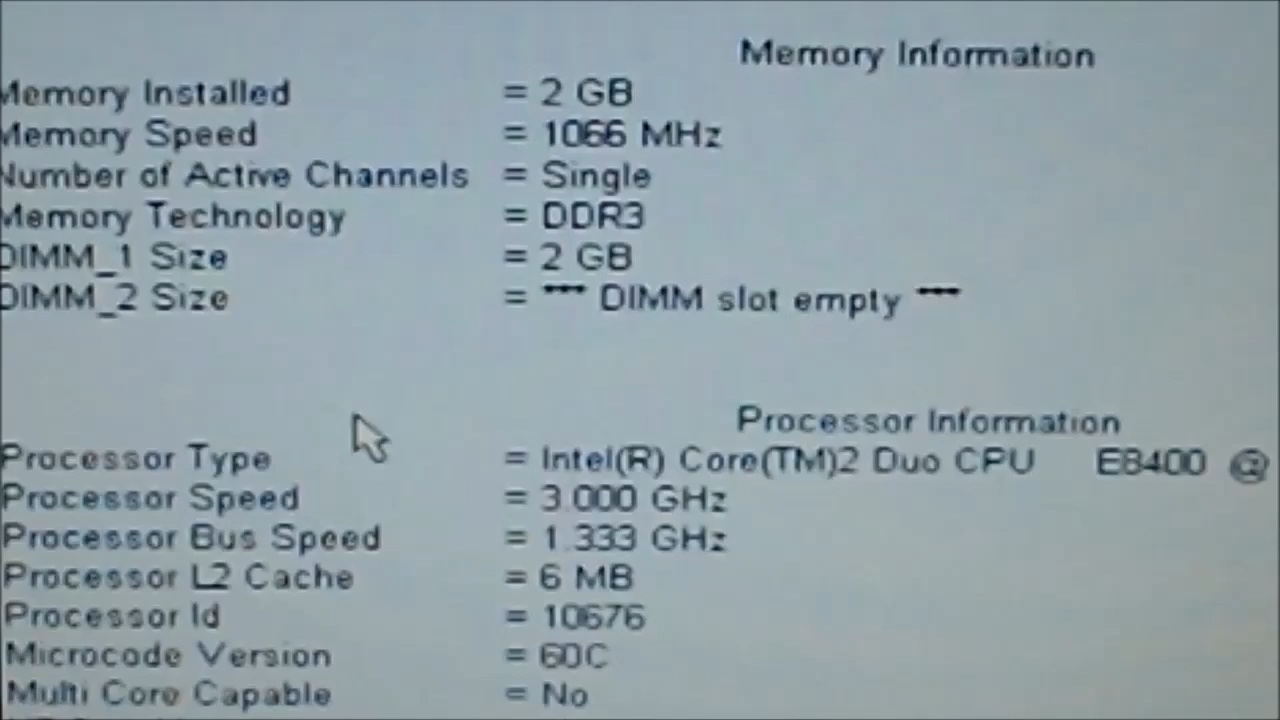 Memory Information
Memory Installed = 2 GB
Memory Speed = 1066 MHz
Number of Active Channels = Single
Memory Technology = DDR3
DIMM_1 Size = 2 GB
DIMM_2 Size = *** DIMM slot empty ***
Processor Information
Processor Type = Intel(R) Core(TM)2 Duo CPU E8400 @
Processor Speed = 3.000 GHz
Processor Bus Speed = 1.333 GHz
Processor L2 Cache = 6 MB
Processor Id = 10676
Microcode Version = 60C
Multi Core Capable = No